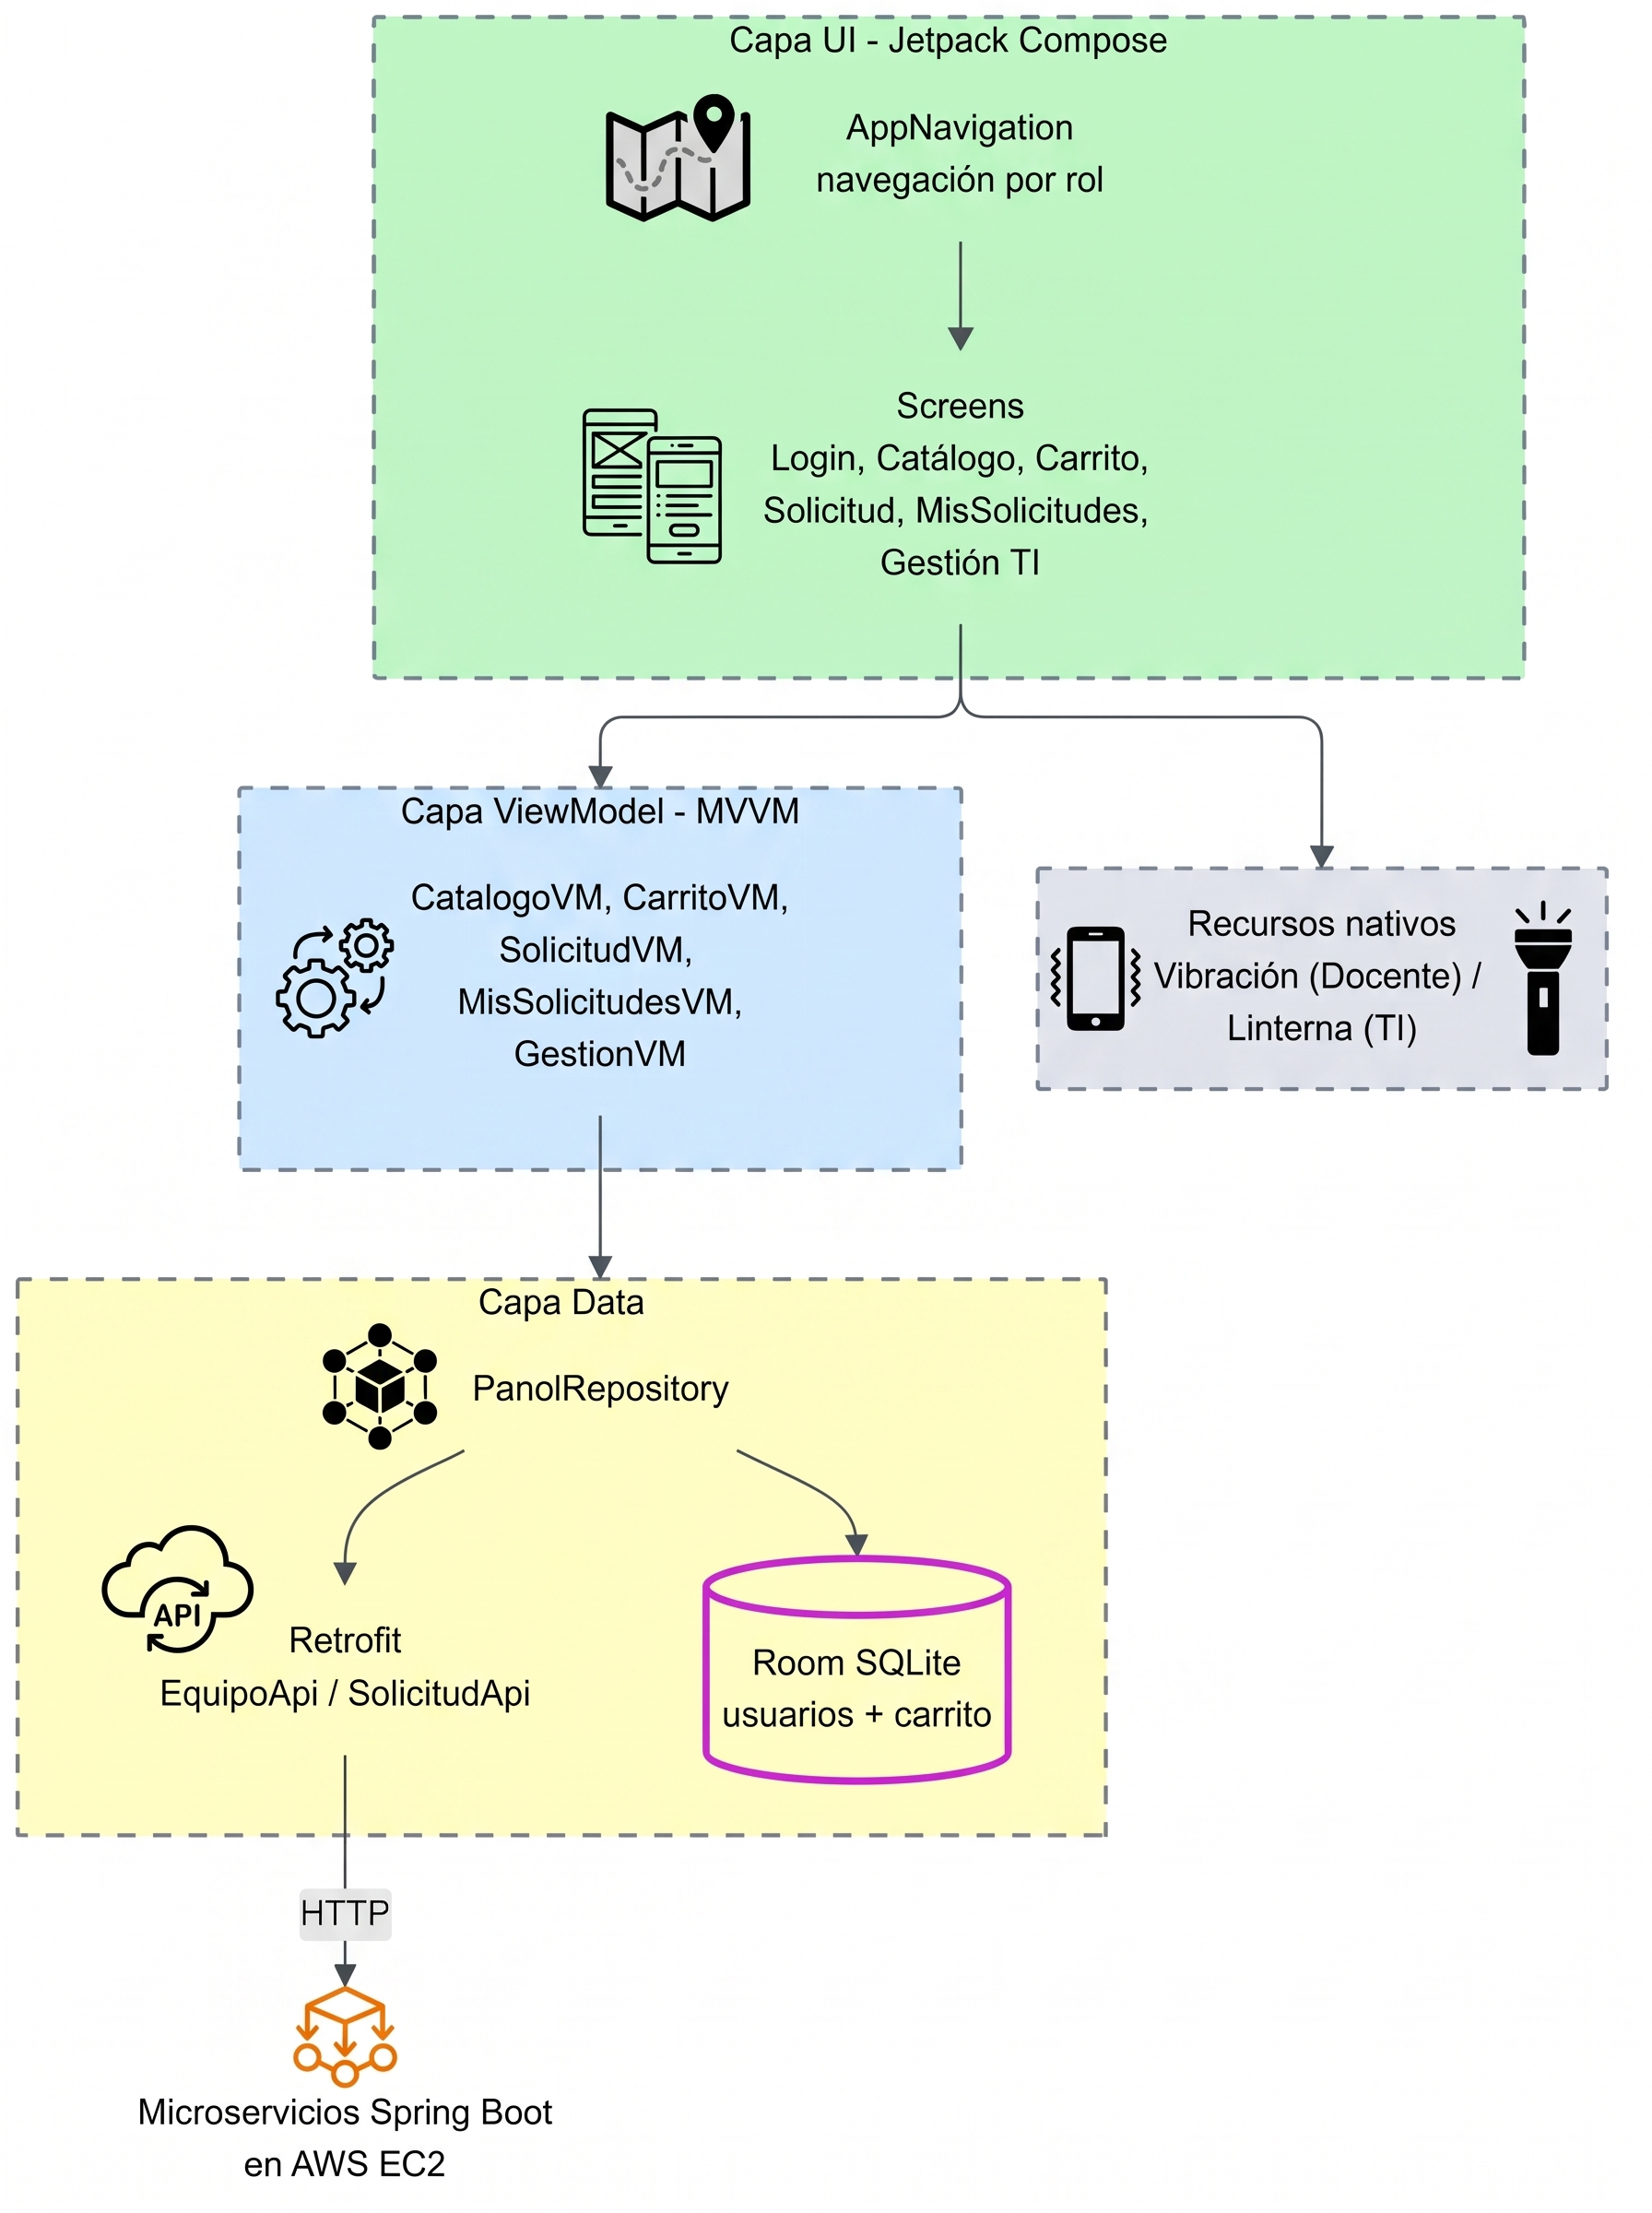 Capa UI - Jetpack Compose
AppNavigation
navegación por rol
Screens
Login, Catálogo, Carrito,
Solicitud, MisSolicitudes,
Gestión TI
Capa ViewModel - MVVM
CatalogoVM, CarritoVM,
SolicitudVM,
MisSolicitudesVM,
GestionVM
Recursos nativos
Vibración (Docente) /
Linterna (TI)
Capa Data
PanolRepository
API
Retrofit
EquipoApi / SolicitudApi
Room SQLite
usuarios + carrito
HTTP
Microservicios Spring Boot
en AWS EC2